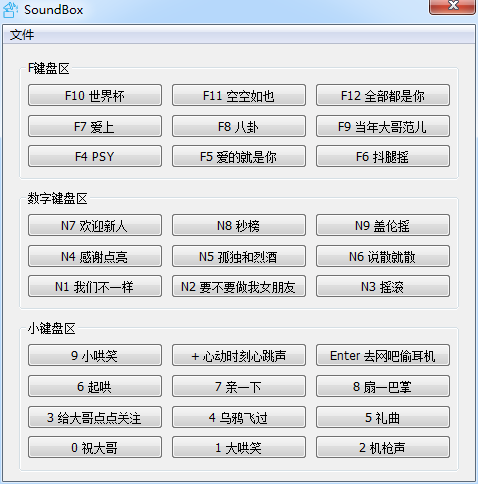 SoundBox
文件
F键盘区
F10 世界杯 F11 空空如也 F12 全部都是你
F7 爱上 F8 八卦 F9 当年大哥范儿
F4 PSY F5 爱的就是你 F6 抖腿摇
数字键盘区
N7 欢迎新人 N8 秒榜 N9 盖伦摇
N4 感谢点亮 N5 孤独和烈酒 N6 说散就散
N1 我们不一样 N2 要不要做我女朋友 N3 摇滚
小键盘区
9 小哄笑 + 心动时刻心跳声 Enter 去网吧偷耳机
6 起哄 7 亲一下 8 扇一巴掌
3 给大哥点点关注 4 乌鸦飞过 5 礼曲
0 祝大哥 1 大哄笑 2 机枪声